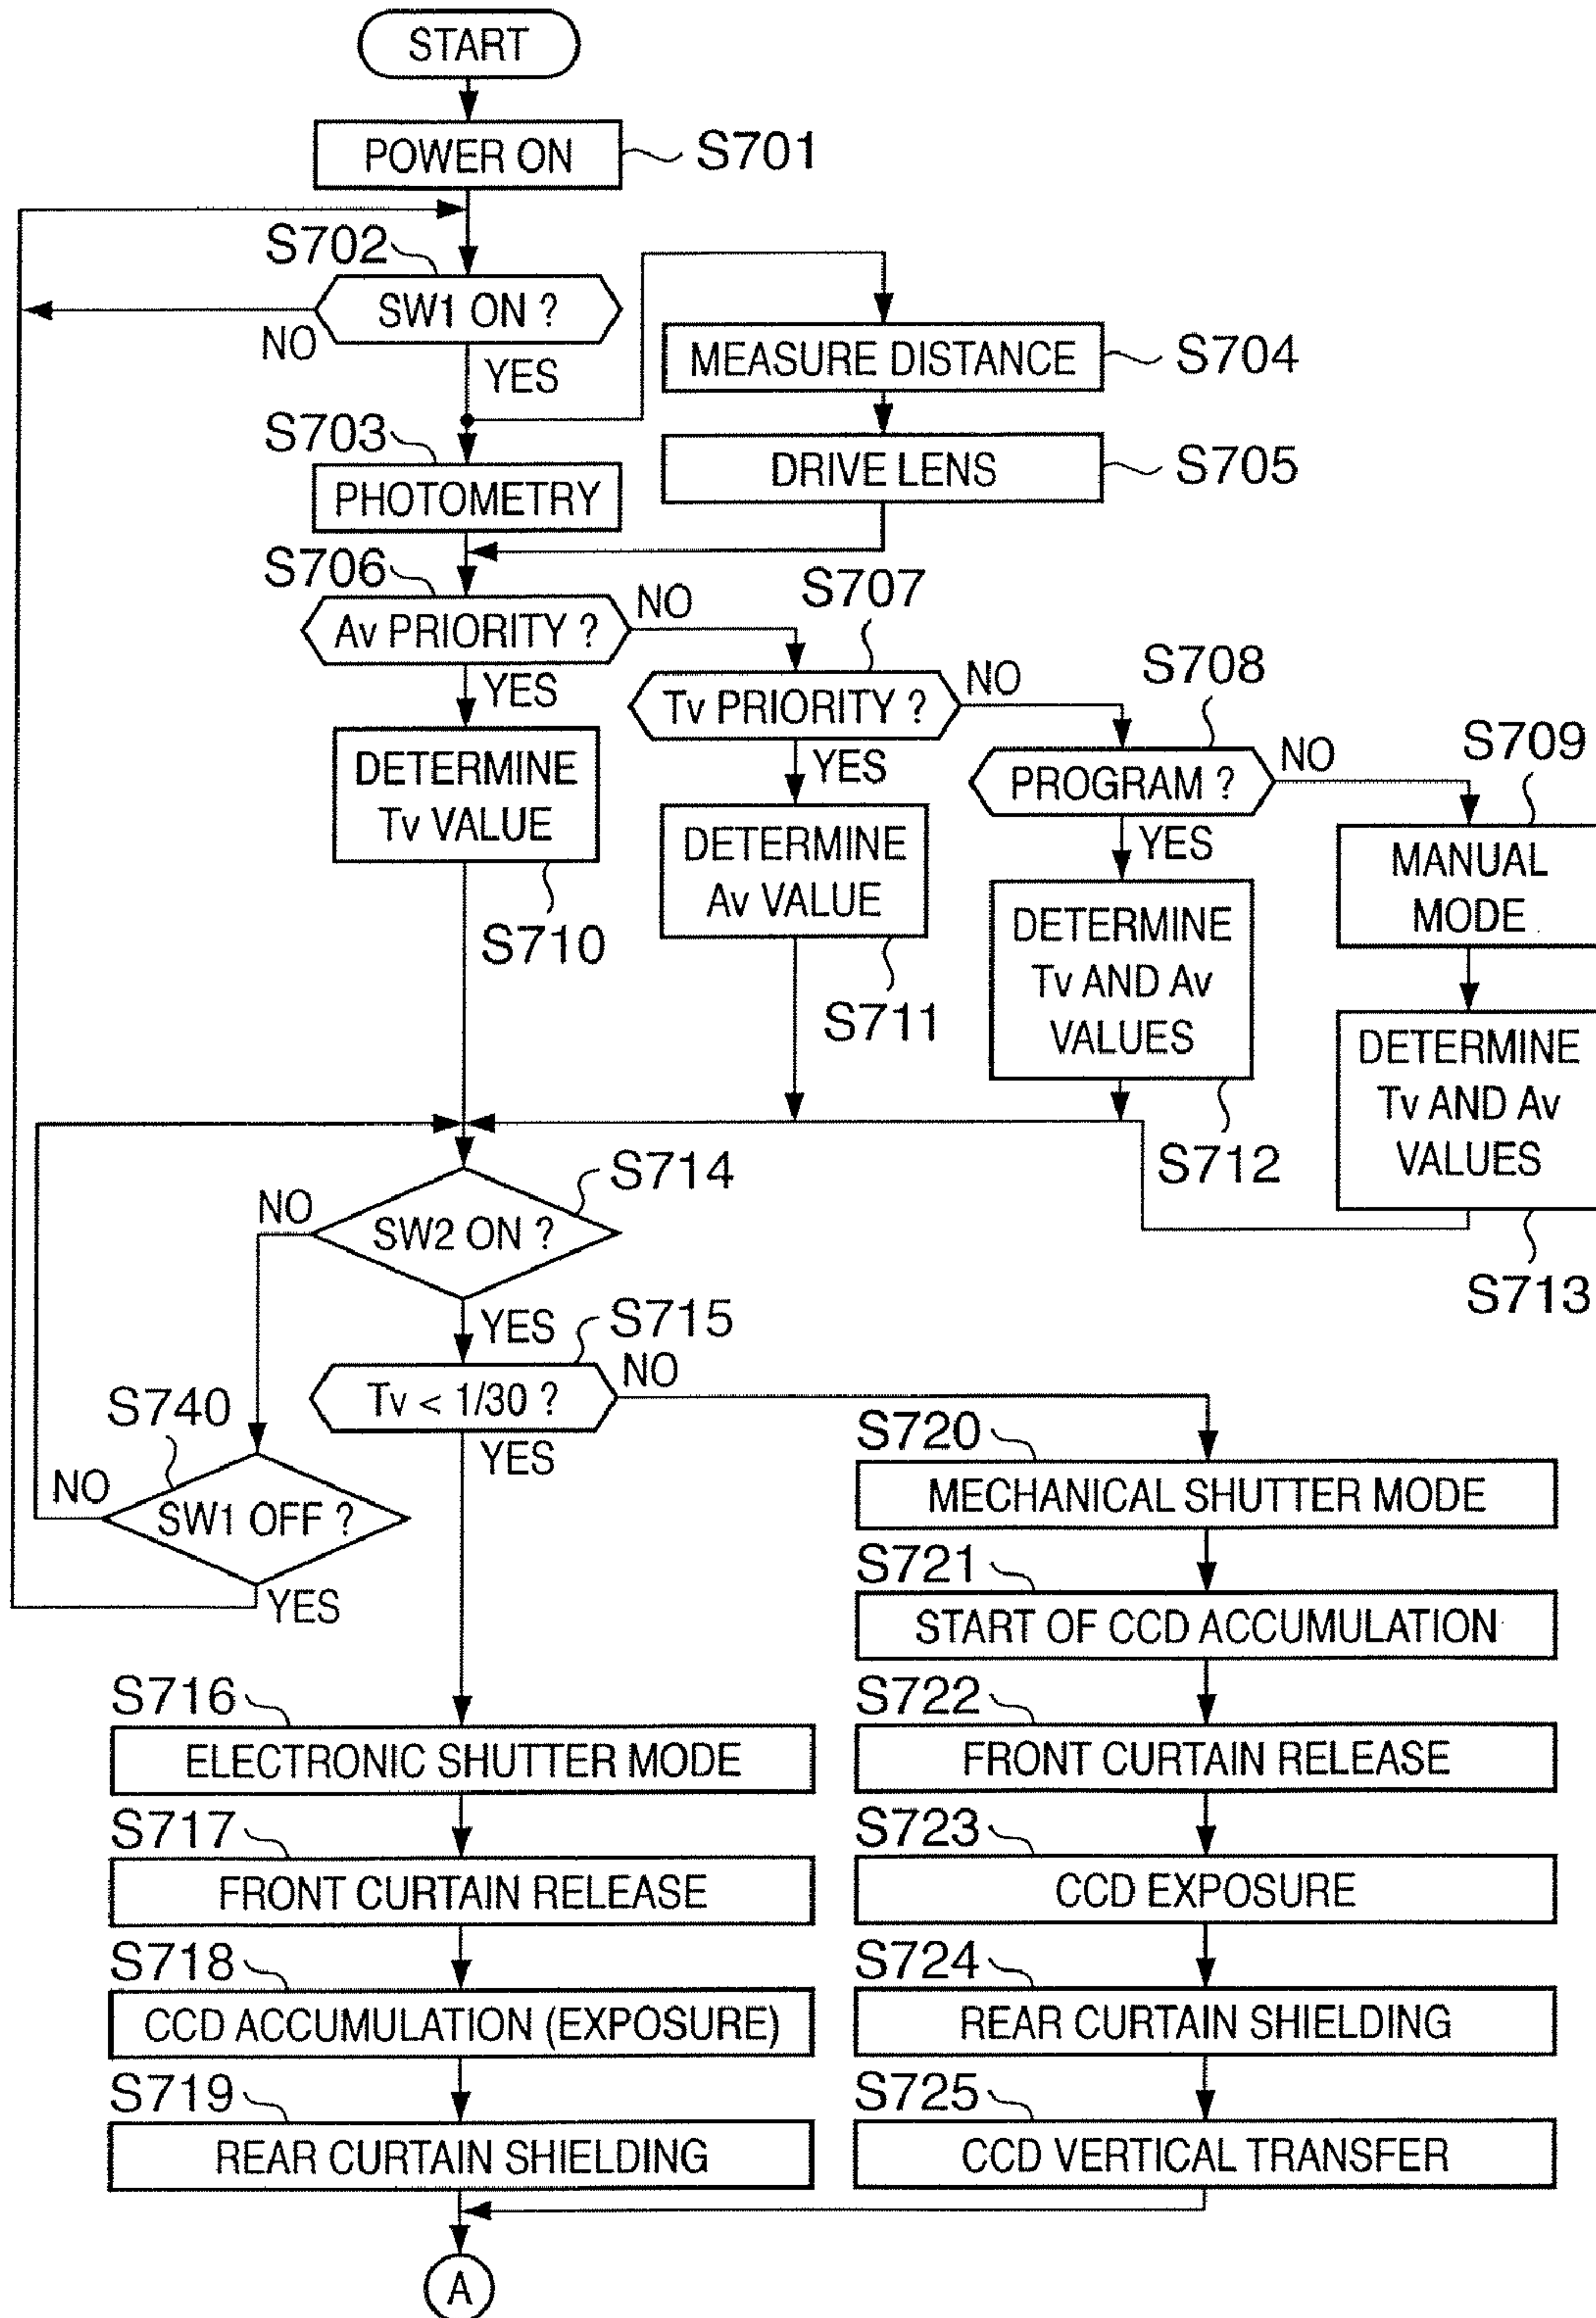 START
POWER ON
S701
S702
SW1 ON ?
NO
YES
MEASURE DISTANCE
S704
S703
PHOTOMETRY
DRIVE LENS
S705
S706
Av PRIORITY ?
NO
YES
S707
Tv PRIORITY ?
NO
YES
S708
PROGRAM ?
NO
YES
S709
MANUAL
MODE
DETERMINE
Tv VALUE
S710
DETERMINE
Av VALUE
S711
DETERMINE
Tv AND Av
VALUES
S712
DETERMINE
Tv AND Av
VALUES
S713
S714
SW2 ON ?
NO
YES
S715
Tv < 1/30 ?
NO
YES
S740
SW1 OFF ?
NO
YES
S716
ELECTRONIC SHUTTER MODE
S717
FRONT CURTAIN RELEASE
S718
CCD ACCUMULATION (EXPOSURE)
S719
REAR CURTAIN SHIELDING
S720
MECHANICAL SHUTTER MODE
S721
START OF CCD ACCUMULATION
S722
FRONT CURTAIN RELEASE
S723
CCD EXPOSURE
S724
REAR CURTAIN SHIELDING
S725
CCD VERTICAL TRANSFER
A